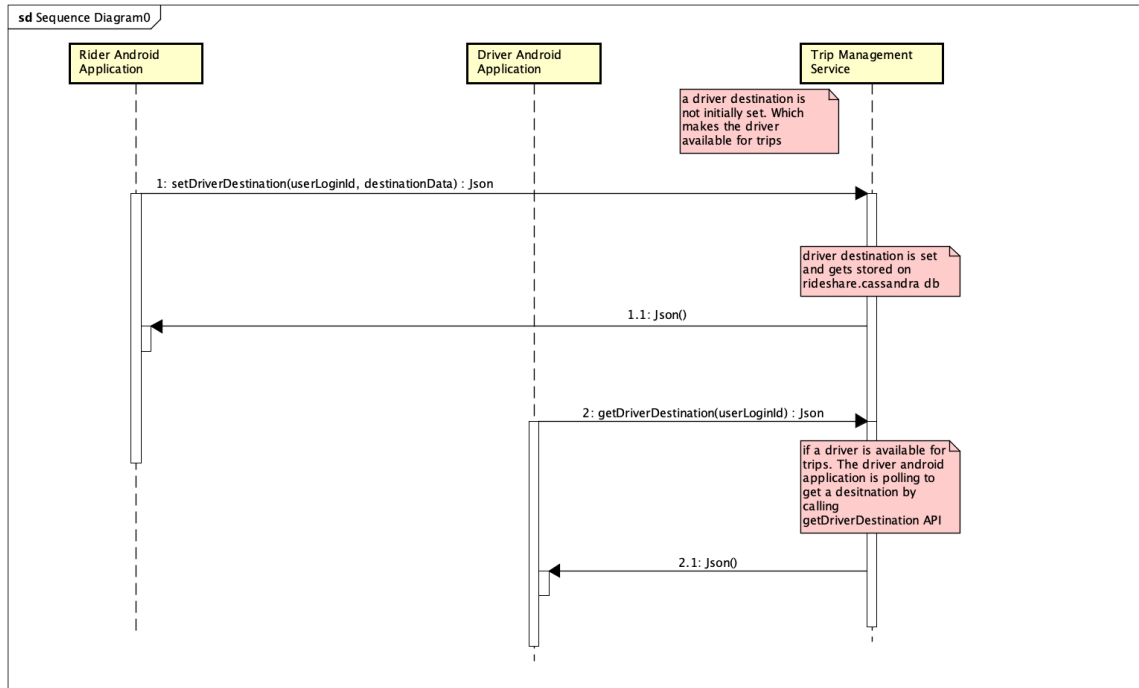 sd Sequence Diagram0
Rider Android
Application
Driver Android
Application
Trip Management
Service
a driver destination is
not initially set. Which
makes the driver
available for trips
1: setDriverDestination(userLoginId, destinationData) : Json
driver destination is set
and gets stored on
rideshare.cassandra db
1.1: Json()
2: getDriverDestination(userLoginId) : Json
if a driver is available for
trips. The driver android
application is polling to
get a desitnation by
calling
getDriverDestination API
2.1: Json()